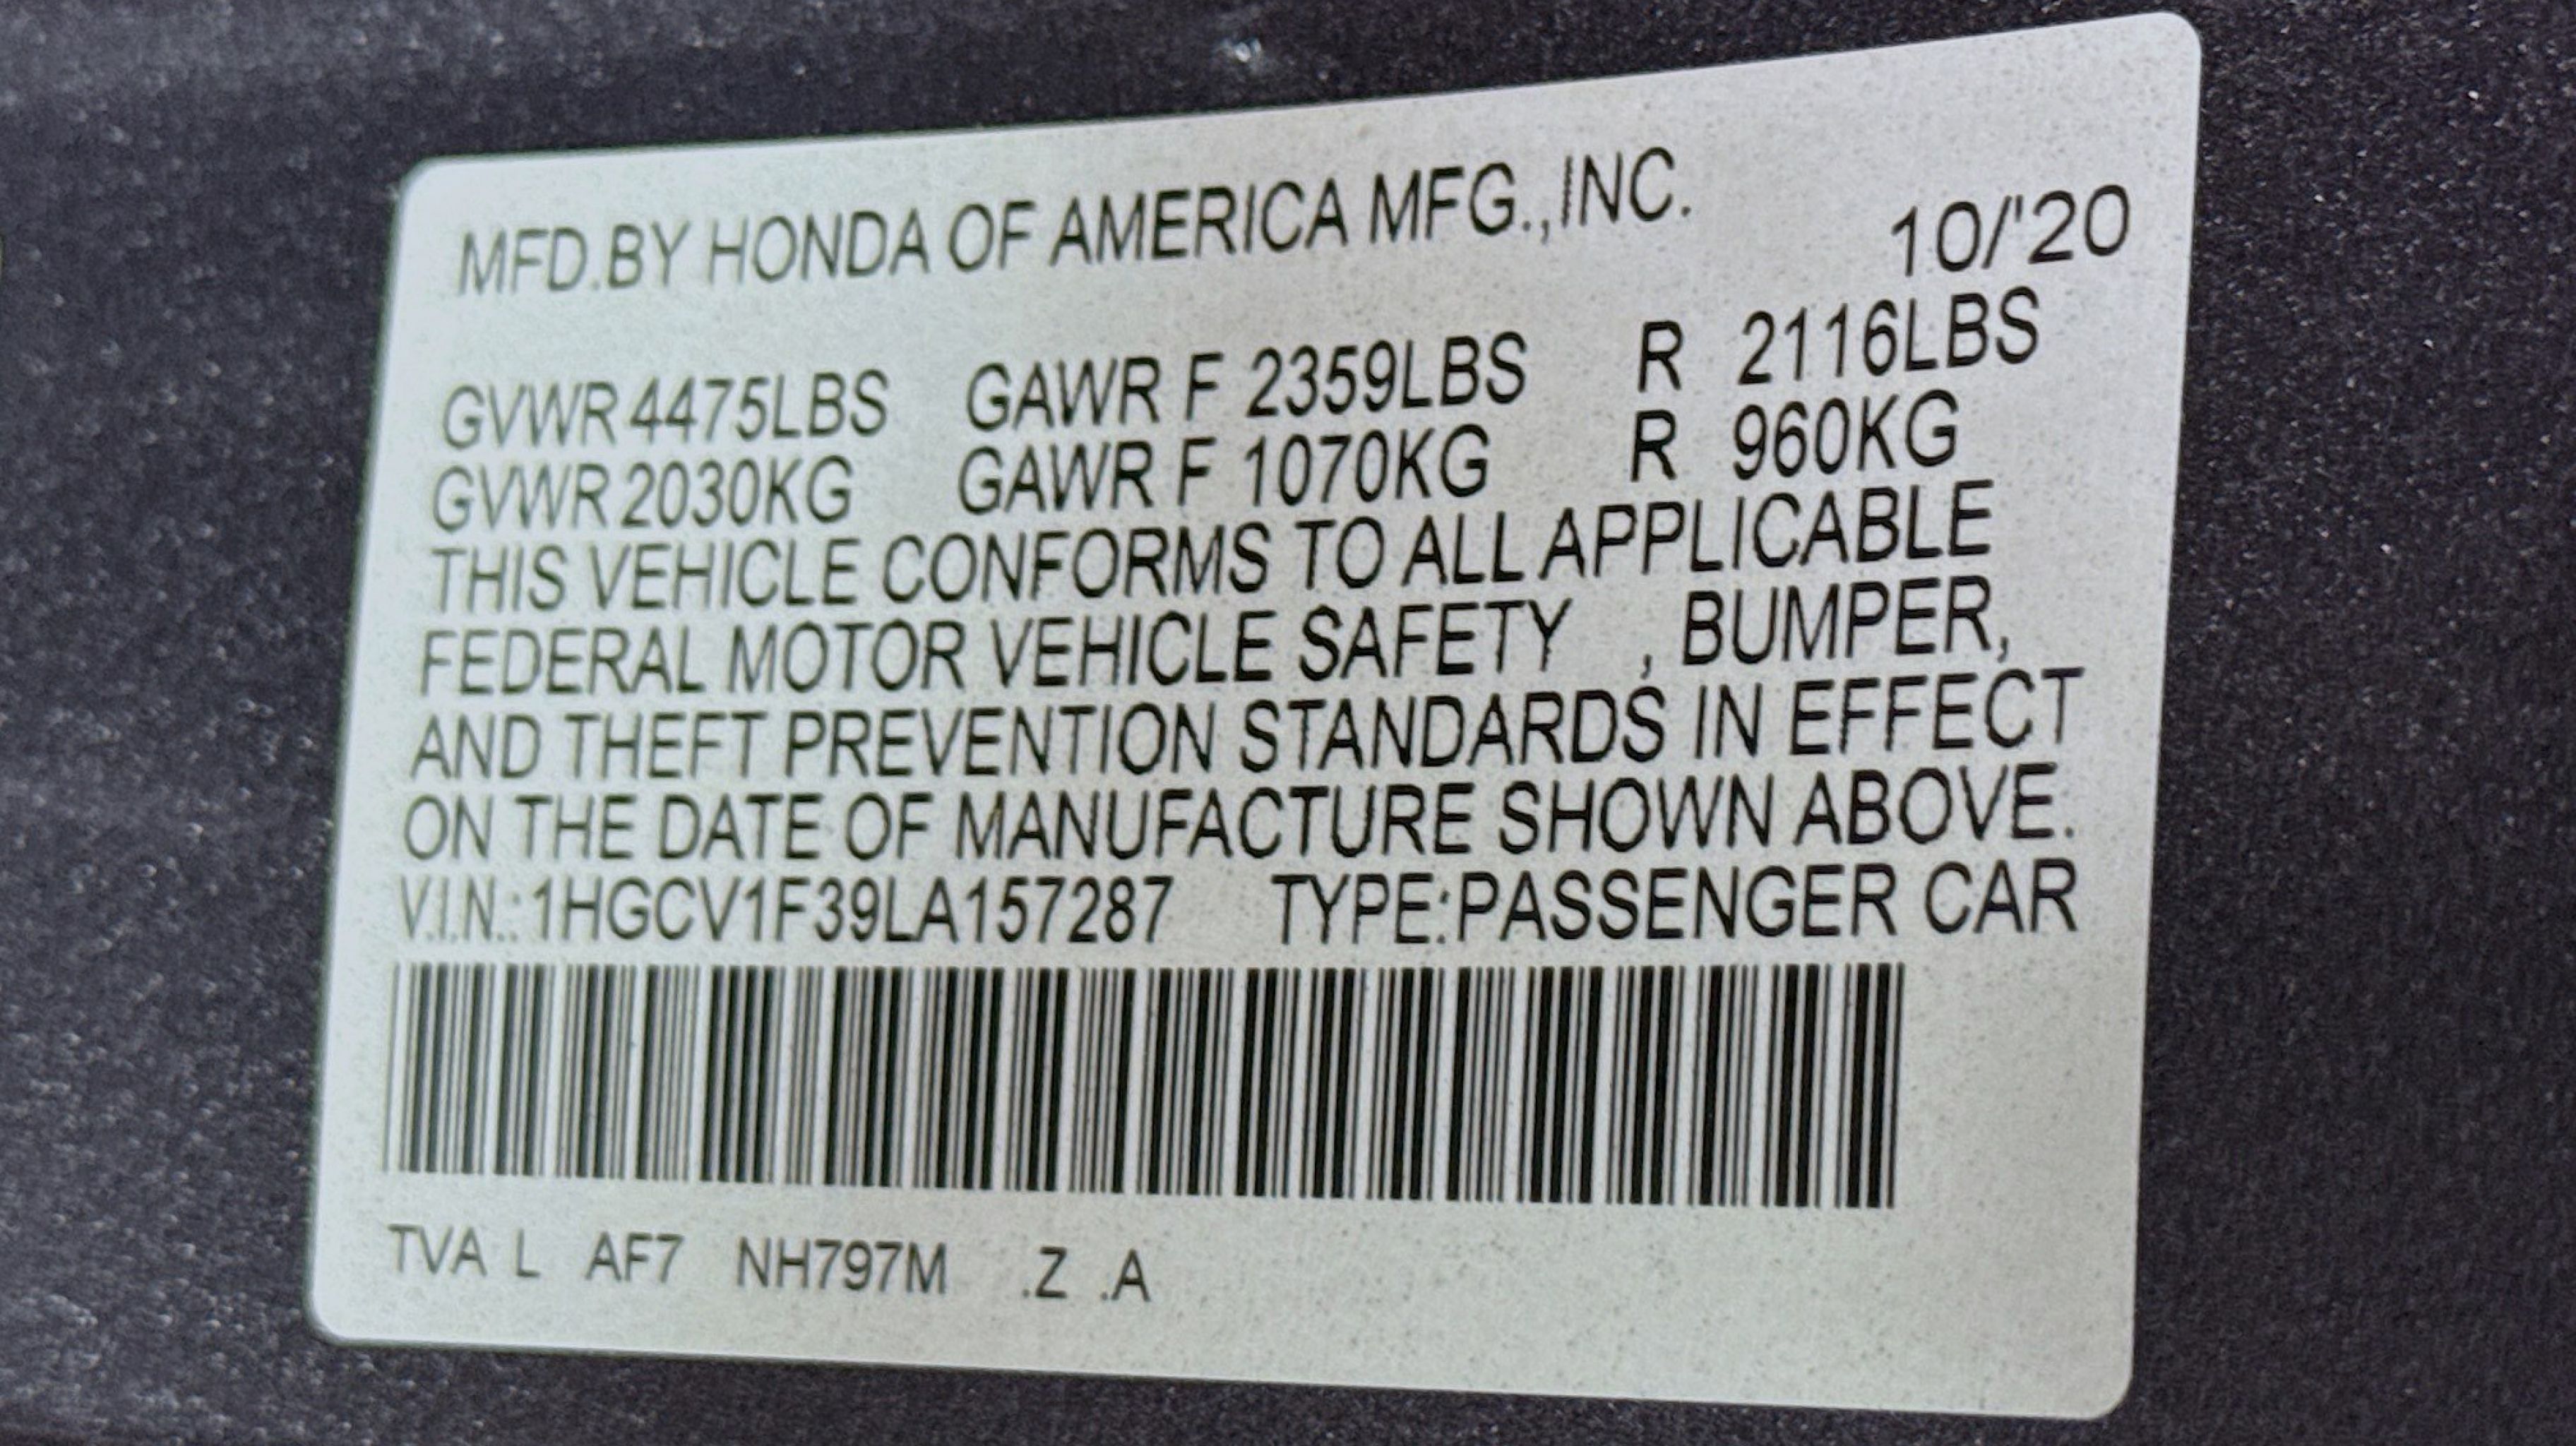 MFD.BY HONDA OF AMERICA MFG.,INC.
10/'20
GVWR 4475LBS GAWR F 2359LBS R 2116LBS
GVWR 2030KG GAWR F 1070KG R 960KG
THIS VEHICLE CONFORMS TO ALL APPLICABLE
FEDERAL MOTOR VEHICLE SAFETY , BUMPER,
AND THEFT PREVENTION STANDARDS IN EFFECT
ON THE DATE OF MANUFACTURE SHOWN ABOVE.
V.I.N.:1HGCV1F39LA157287 TYPE:PASSENGER CAR
TVA L AF7 NH797M .Z .A